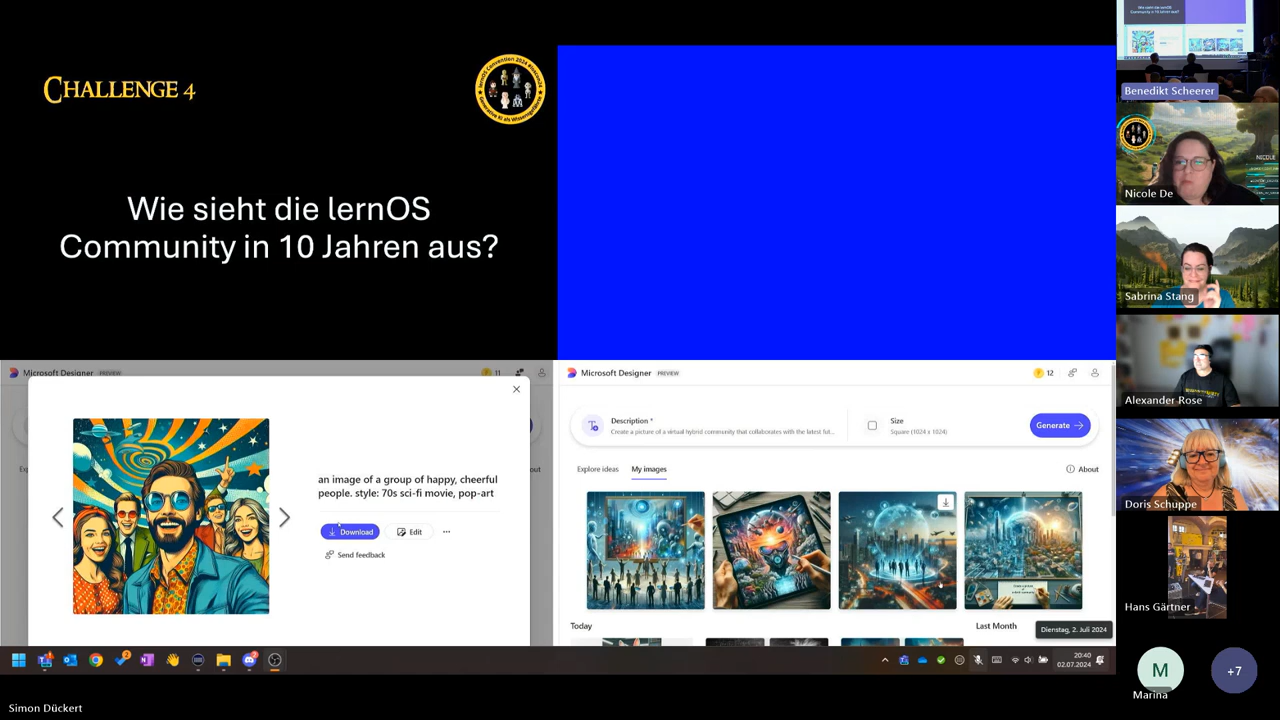 CHALLENGE 4
Wie sieht die lernOS
Community in 10 Jahren aus?
Microsoft Designer PREVIEW
11
an image of a group of happy, cheerful
people. style: 70s sci-fi movie, pop-art
Download
Edit
Send feedback
Microsoft Designer PREVIEW
12
Description *
Create a picture of a virtual hybrid community that collaborates with the latest fut...
Size
Square (1024 x 1024)
Generate
Explore ideas
My images
About
Today
Last Month
Dienstag, 2. Juli 2024
20:40
02.07.2024
Simon Dückert
Benedikt Scheerer
NICOLE
Nicole De
Sabrina Stang
Alexander Rose
Doris Schuppe
Hans Gärtner
M
Marina
+7